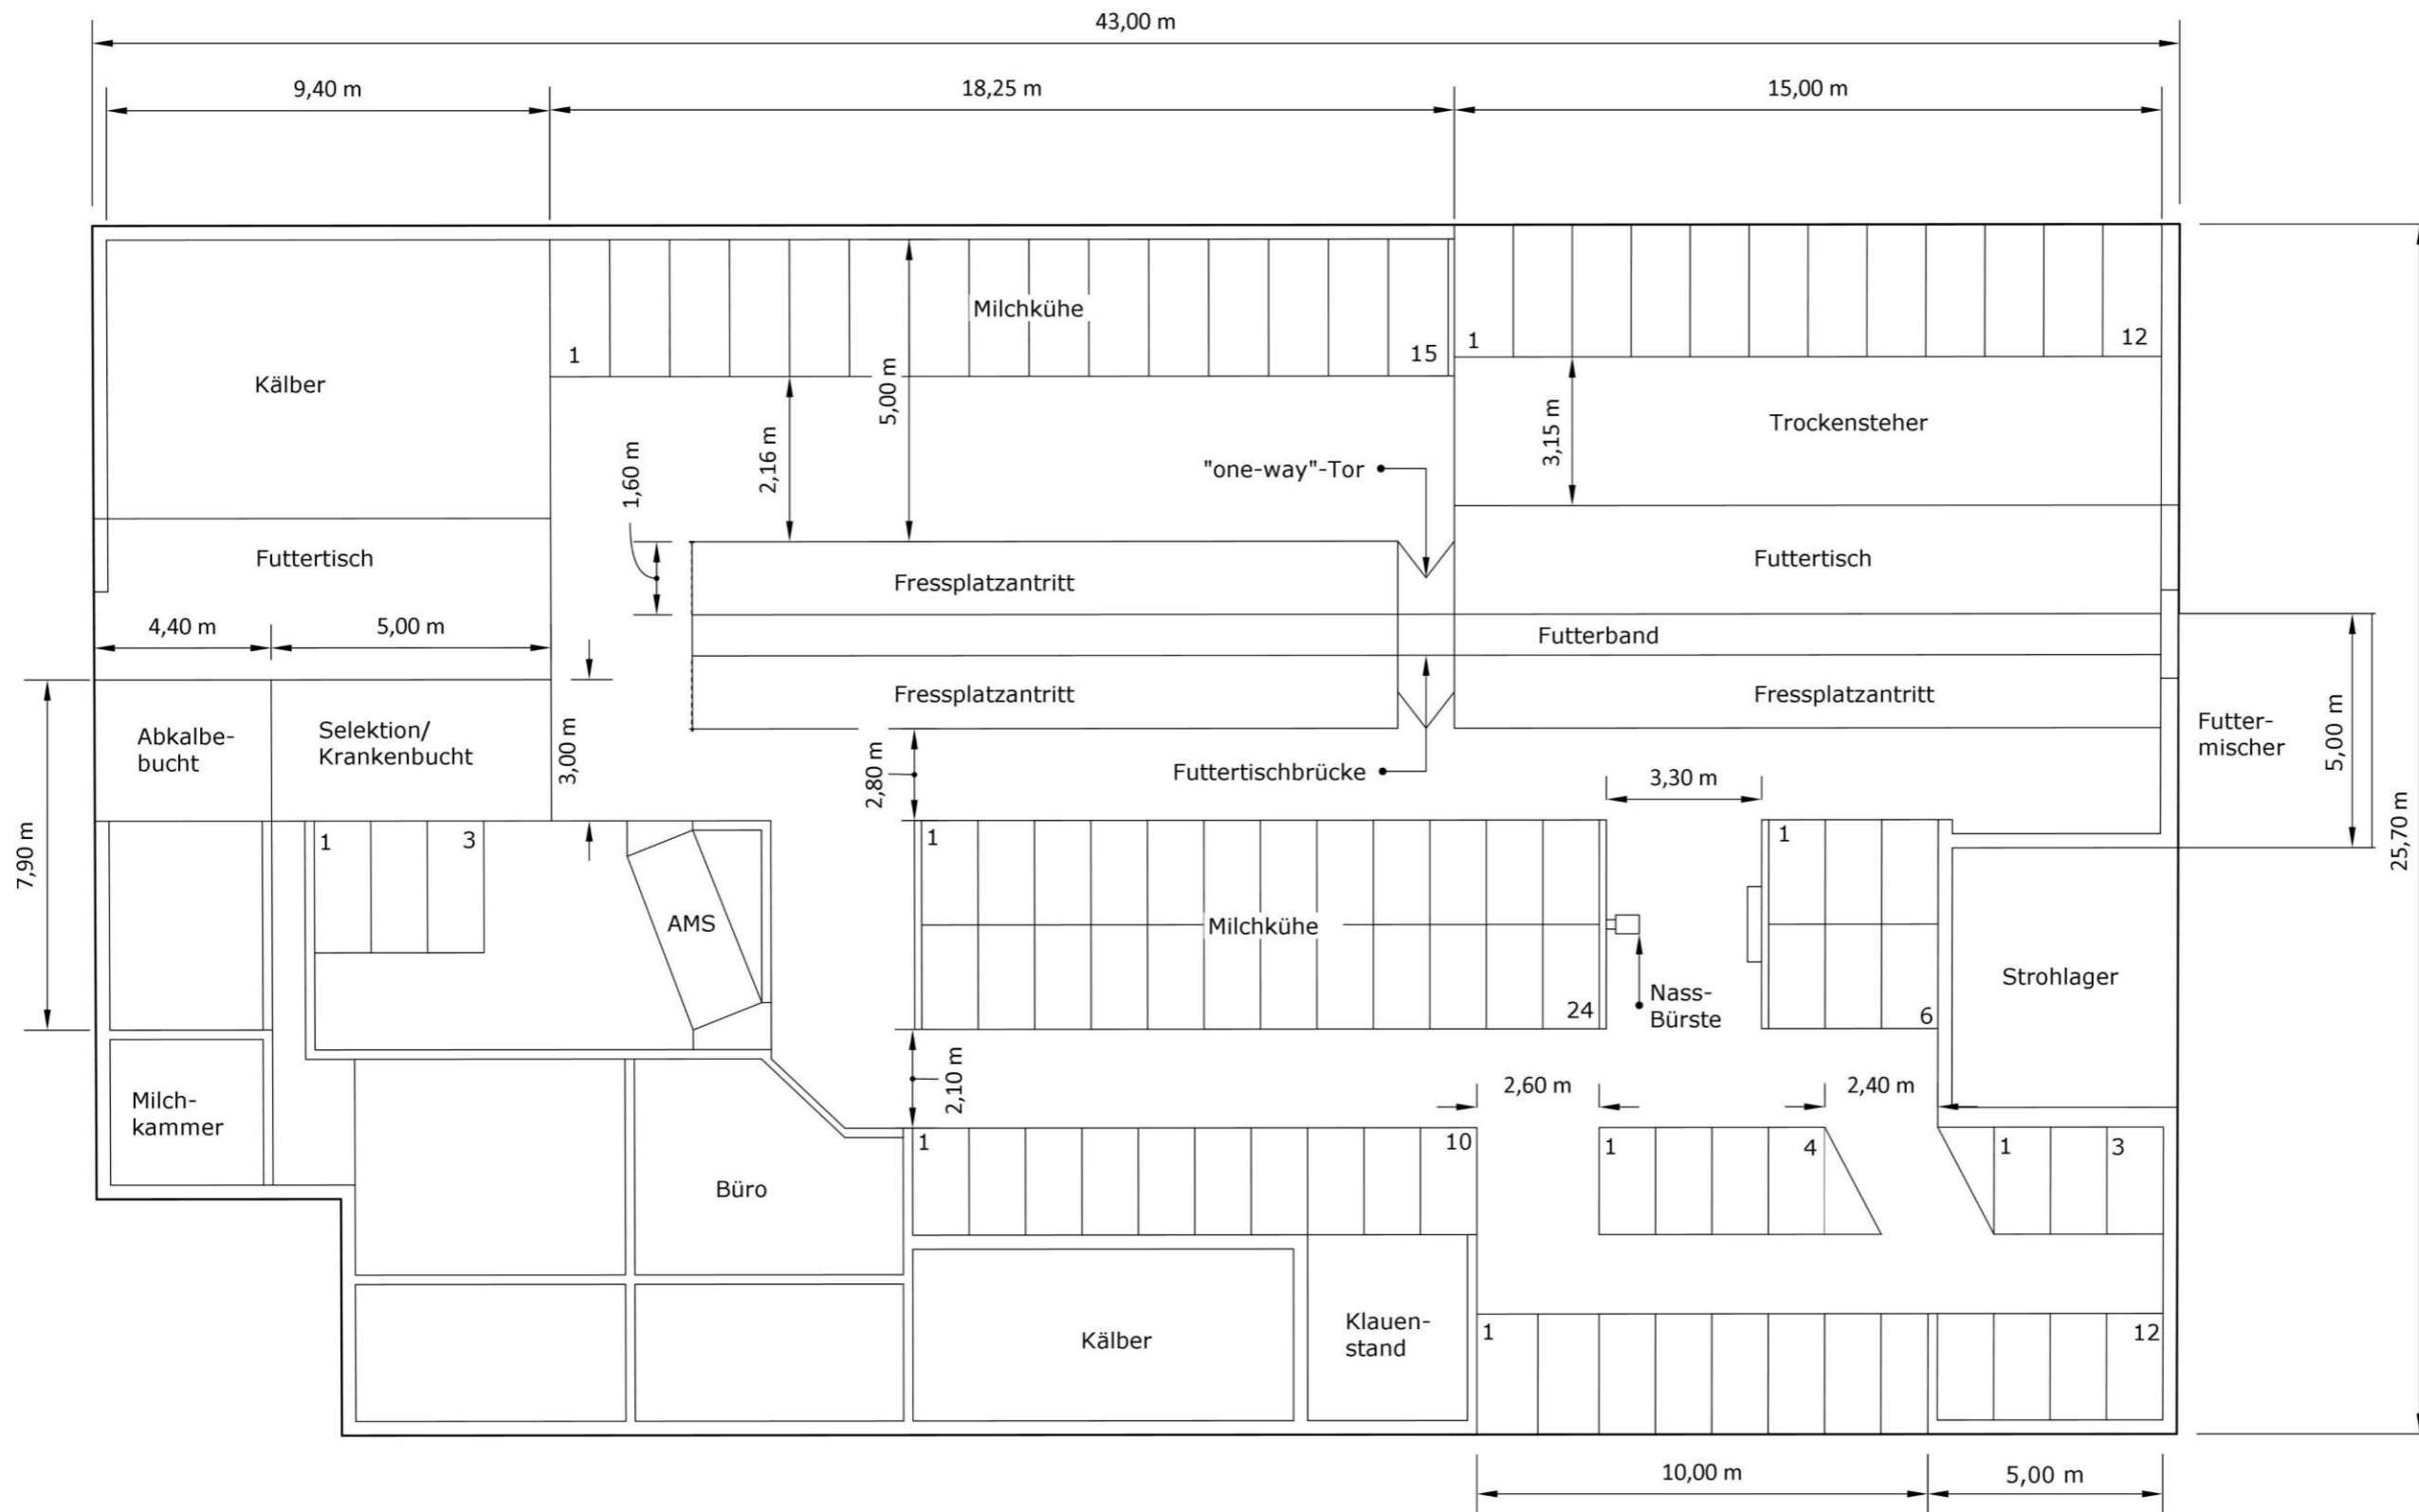 43,00 m
9,40 m
18,25 m
15,00 m
Milchkühe
1
15
1
12
Kälber
5,00 m
2,16 m
1,60 m
3,15 m
Trockensteher
"one-way"-Tor
Futtertisch
Fressplatzantritt
Futtertisch
4,40 m
5,00 m
Futterband
Fressplatzantritt
Fressplatzantritt
Abkalbe-
bucht
Selektion/
Krankenbucht
3,00 m
2,80 m
Futtertischbrücke
3,30 m
Futter-
mischer
5,00 m
25,70 m
7,90 m
1
3
AMS
1
Milchkühe
24
Nass-
Bürste
1
6
Strohlager
Milch-
kammer
2,10 m
2,60 m
2,40 m
Büro
1
10
1
4
1
3
Kälber
Klauen-
stand
1
12
10,00 m
5,00 m